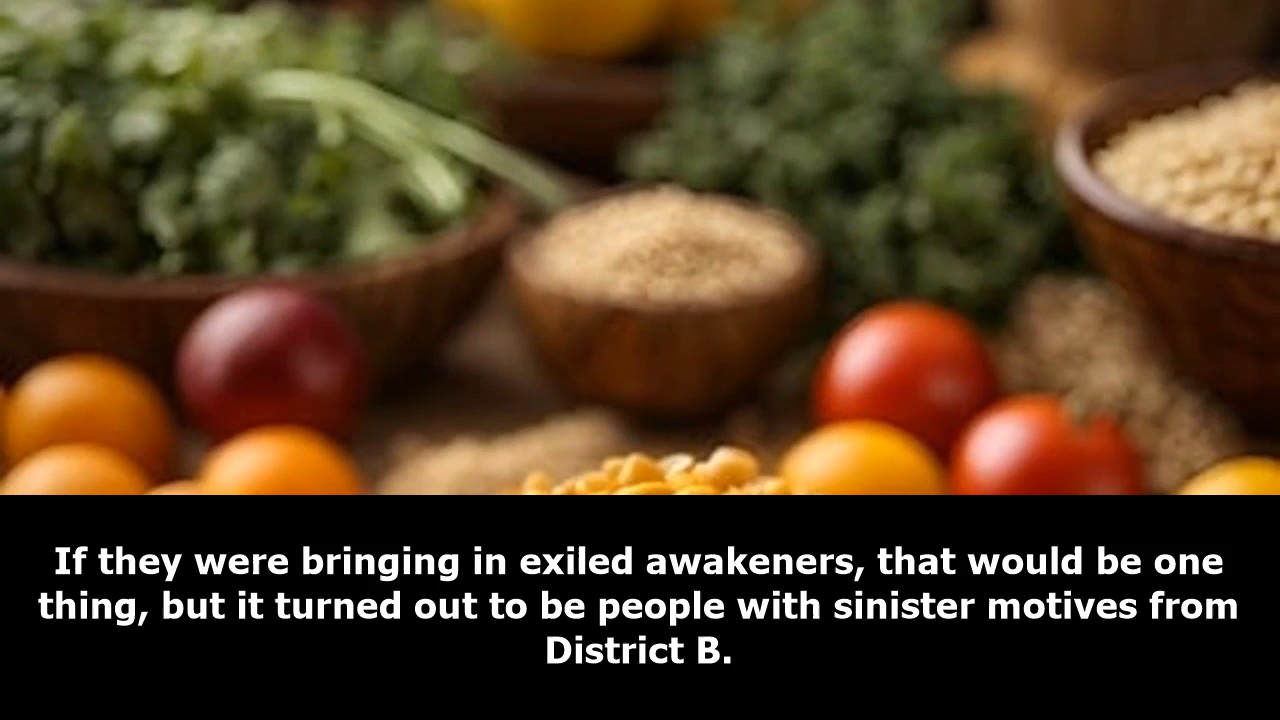 If they were bringing in exiled awakeners, that would be one
thing, but it turned out to be people with sinister motives from
District B.